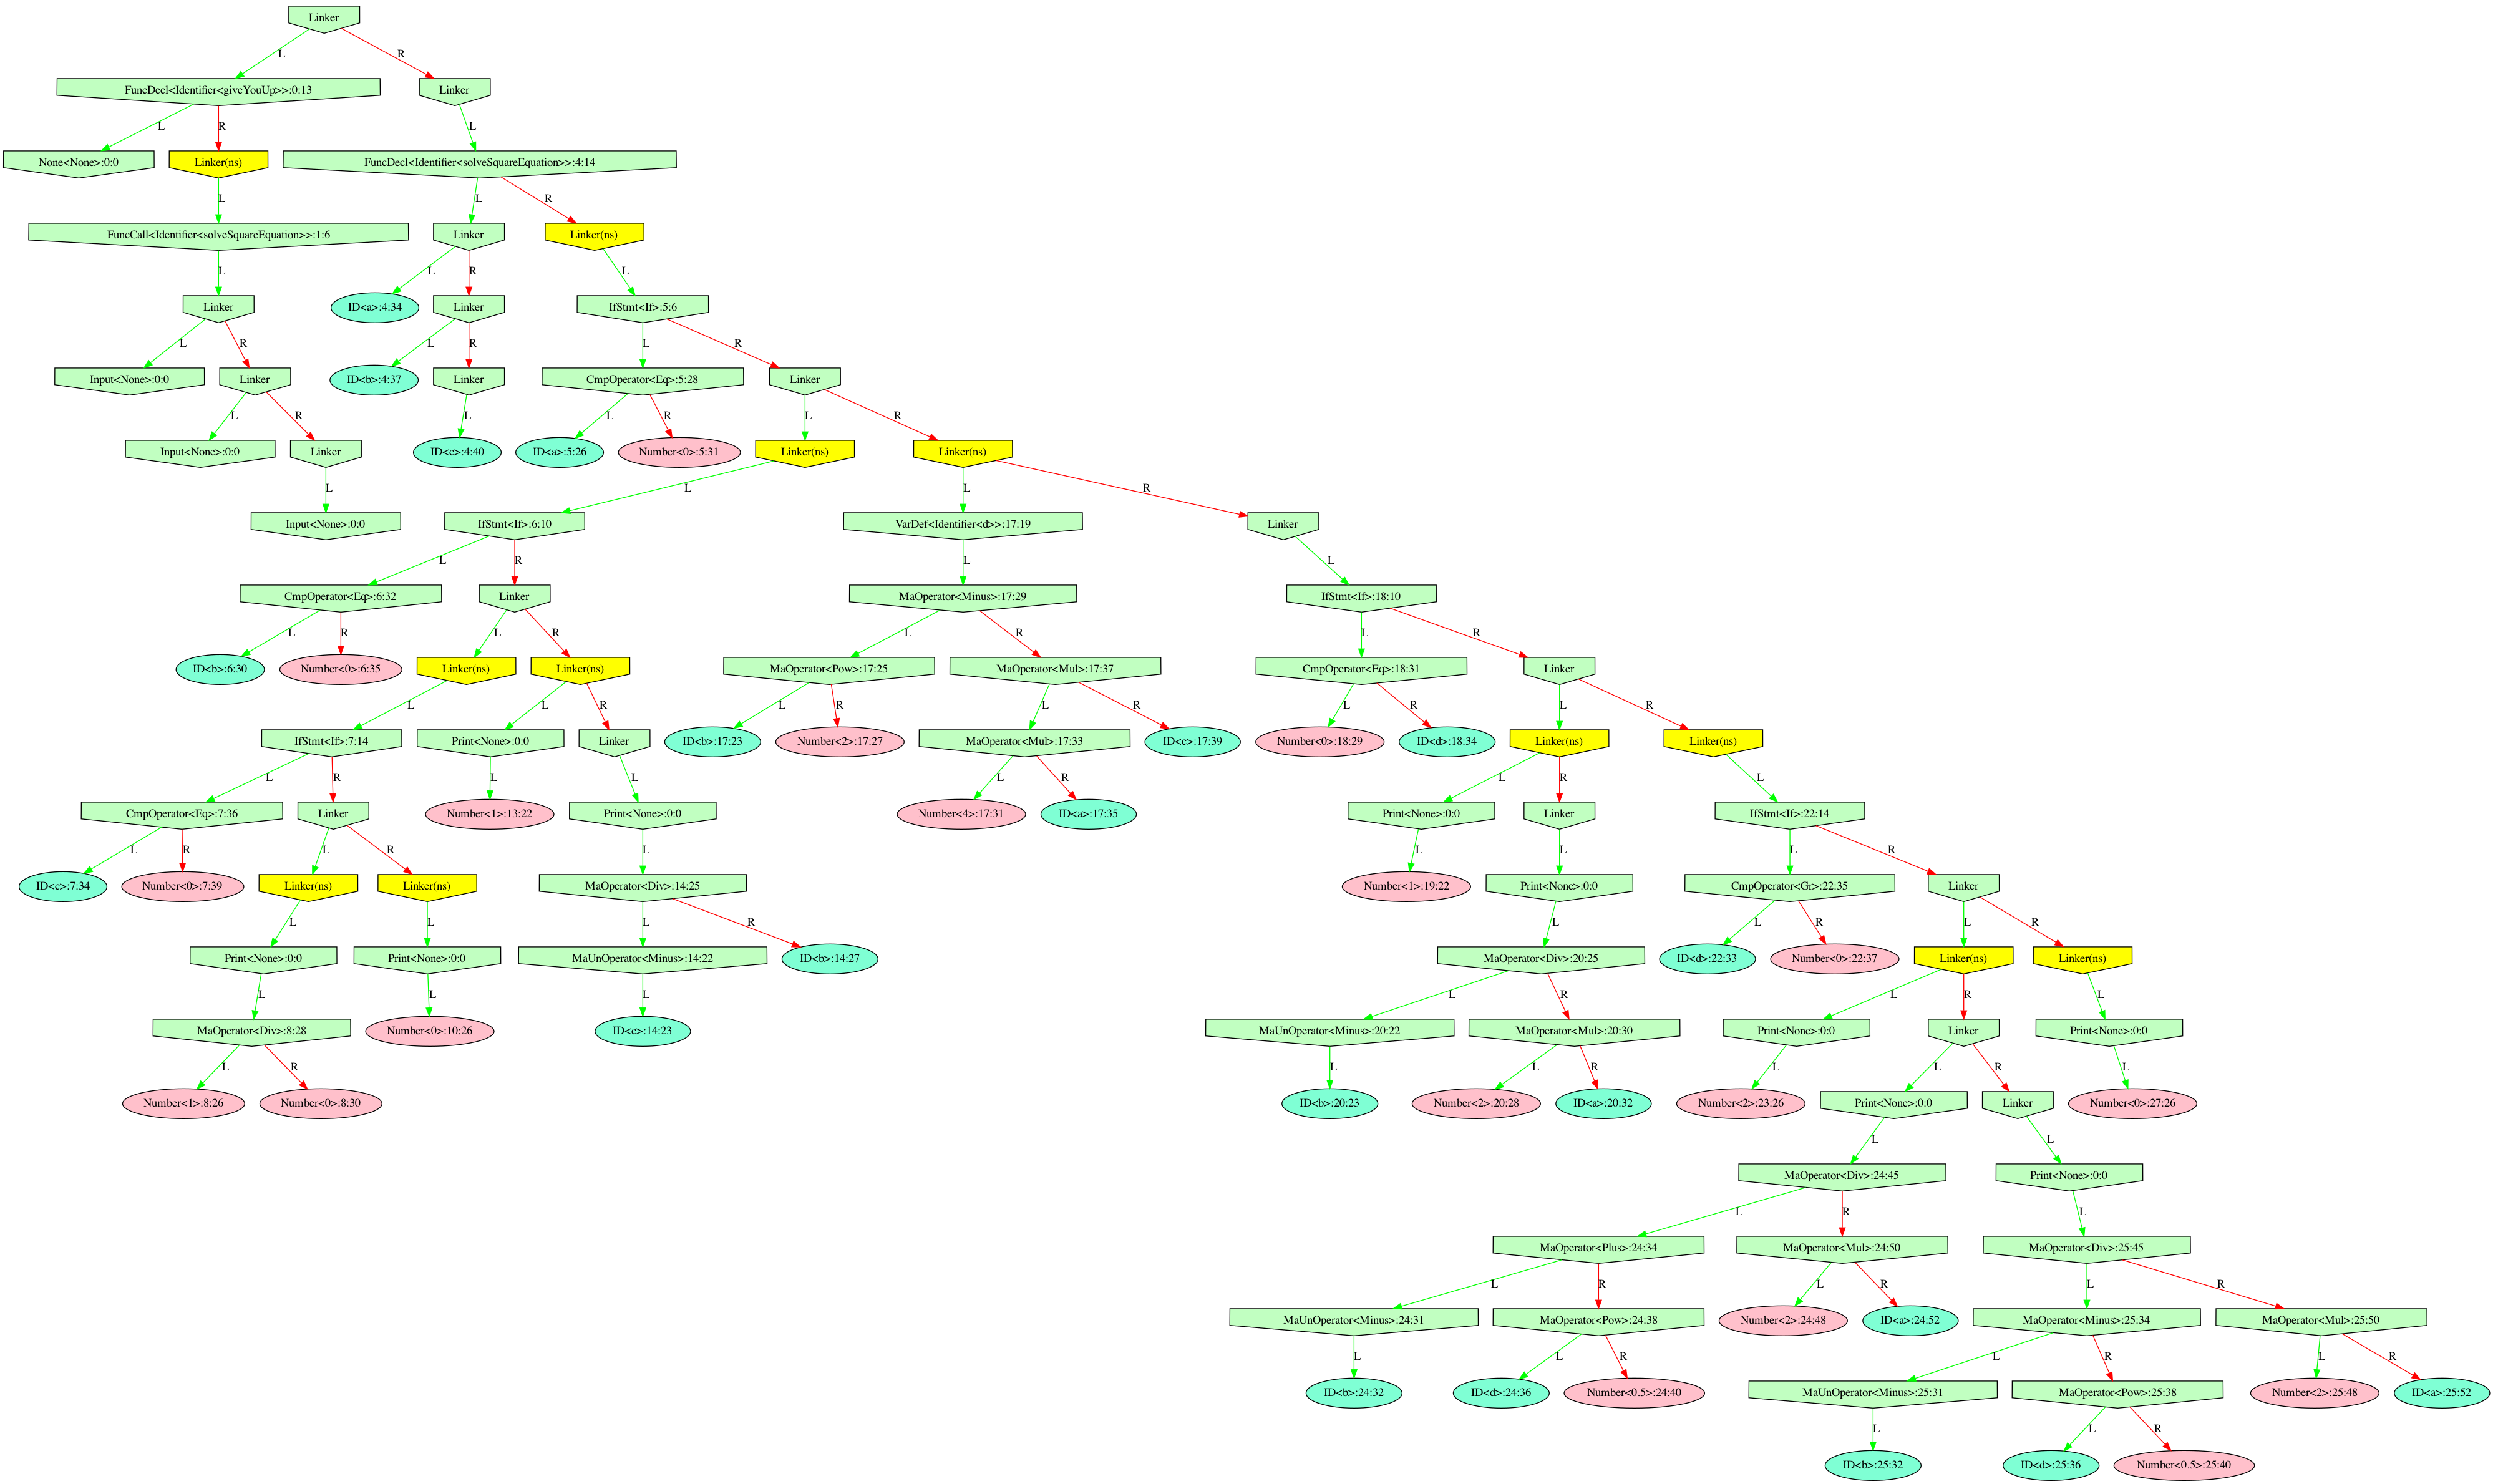 Linker
L R
FuncDecl<Identifier<giveYouUp>>:0:13 Linker
L R L
None<None>:0:0 Linker(ns) FuncDecl<Identifier<solveSquareEquation>>:4:14
L L R
FuncCall<Identifier<solveSquareEquation>>:1:6 Linker Linker(ns)
L L R L
Linker ID<a>:4:34 Linker IfStmt<If>:5:6
L R L R L R
Input<None>:0:0 Linker ID<b>:4:37 Linker CmpOperator<Eq>:5:28 Linker
L R L L R L R
Input<None>:0:0 Linker ID<c>:4:40 ID<a>:5:26 Number<0>:5:31 Linker(ns) Linker(ns)
L L L R
Input<None>:0:0 IfStmt<If>:6:10 VarDef<Identifier<d>>:17:19 Linker
L R L L
CmpOperator<Eq>:6:32 Linker MaOperator<Minus>:17:29 IfStmt<If>:18:10
L R L R L R L R
ID<b>:6:30 Number<0>:6:35 Linker(ns) Linker(ns) MaOperator<Pow>:17:25 MaOperator<Mul>:17:37 CmpOperator<Eq>:18:31 Linker
L L R L R L R L R L R
IfStmt<If>:7:14 Print<None>:0:0 Linker ID<b>:17:23 Number<2>:17:27 MaOperator<Mul>:17:33 ID<c>:17:39 Number<0>:18:29 ID<d>:18:34 Linker(ns) Linker(ns)
L R L L L R L R L
CmpOperator<Eq>:7:36 Linker Number<1>:13:22 Print<None>:0:0 Number<4>:17:31 ID<a>:17:35 Print<None>:0:0 Linker IfStmt<If>:22:14
L R L R L L L L R
ID<c>:7:34 Number<0>:7:39 Linker(ns) Linker(ns) MaOperator<Div>:14:25 Number<1>:19:22 Print<None>:0:0 CmpOperator<Gr>:22:35 Linker
L L L R L L R L R
Print<None>:0:0 Print<None>:0:0 MaUnOperator<Minus>:14:22 ID<b>:14:27 MaOperator<Div>:20:25 ID<d>:22:33 Number<0>:22:37 Linker(ns) Linker(ns)
L L L L R L R L
MaOperator<Div>:8:28 Number<0>:10:26 ID<c>:14:23 MaUnOperator<Minus>:20:22 MaOperator<Mul>:20:30 Print<None>:0:0 Linker Print<None>:0:0
L R L L R L L R L
Number<1>:8:26 Number<0>:8:30 ID<b>:20:23 Number<2>:20:28 ID<a>:20:32 Number<2>:23:26 Print<None>:0:0 Linker Number<0>:27:26
L L
MaOperator<Div>:24:45 Print<None>:0:0
L R L
MaOperator<Plus>:24:34 MaOperator<Mul>:24:50 MaOperator<Div>:25:45
L R L R L R
MaUnOperator<Minus>:24:31 MaOperator<Pow>:24:38 Number<2>:24:48 ID<a>:24:52 MaOperator<Minus>:25:34 MaOperator<Mul>:25:50
L L R L R L R
ID<b>:24:32 ID<d>:24:36 Number<0.5>:24:40 MaUnOperator<Minus>:25:31 MaOperator<Pow>:25:38 Number<2>:25:48 ID<a>:25:52
L L R
ID<b>:25:32 ID<d>:25:36 Number<0.5>:25:40